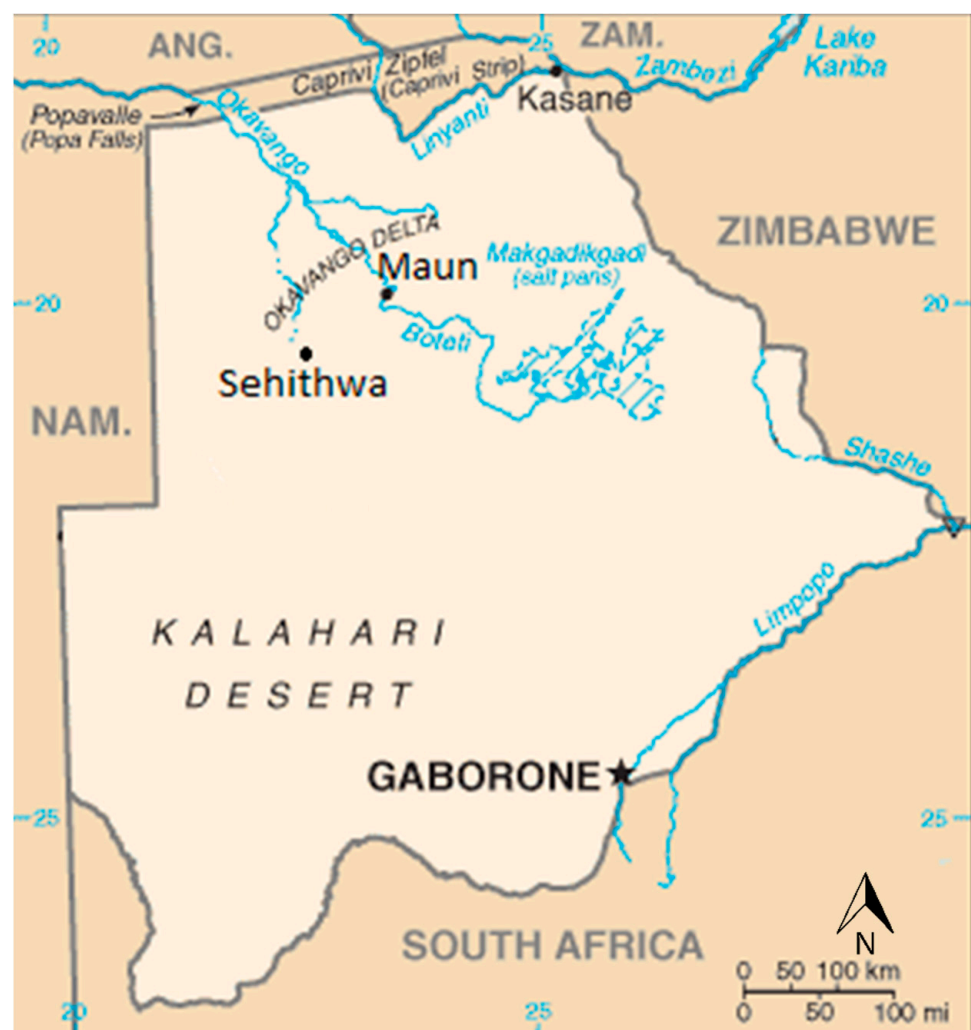 20
ANG.
25
ZAM.
Lake
Kariba
Caprivi Zipfel
(Caprivi Strip)
Zambezi
Kasane
Popavalle
(Popa Falls)
Okavango
Linyanti
ZIMBABWE
OKAVANGO DELTA
Makgadikgadi
(salt pans)
Maun
20
20
Boteti
Sehithwa
NAM.
Shashe
Limpopo
KALAHARI
DESERT
GABORONE
25
25
SOUTH AFRICA
N
0 50 100 km
0 50 100 mi
20
25